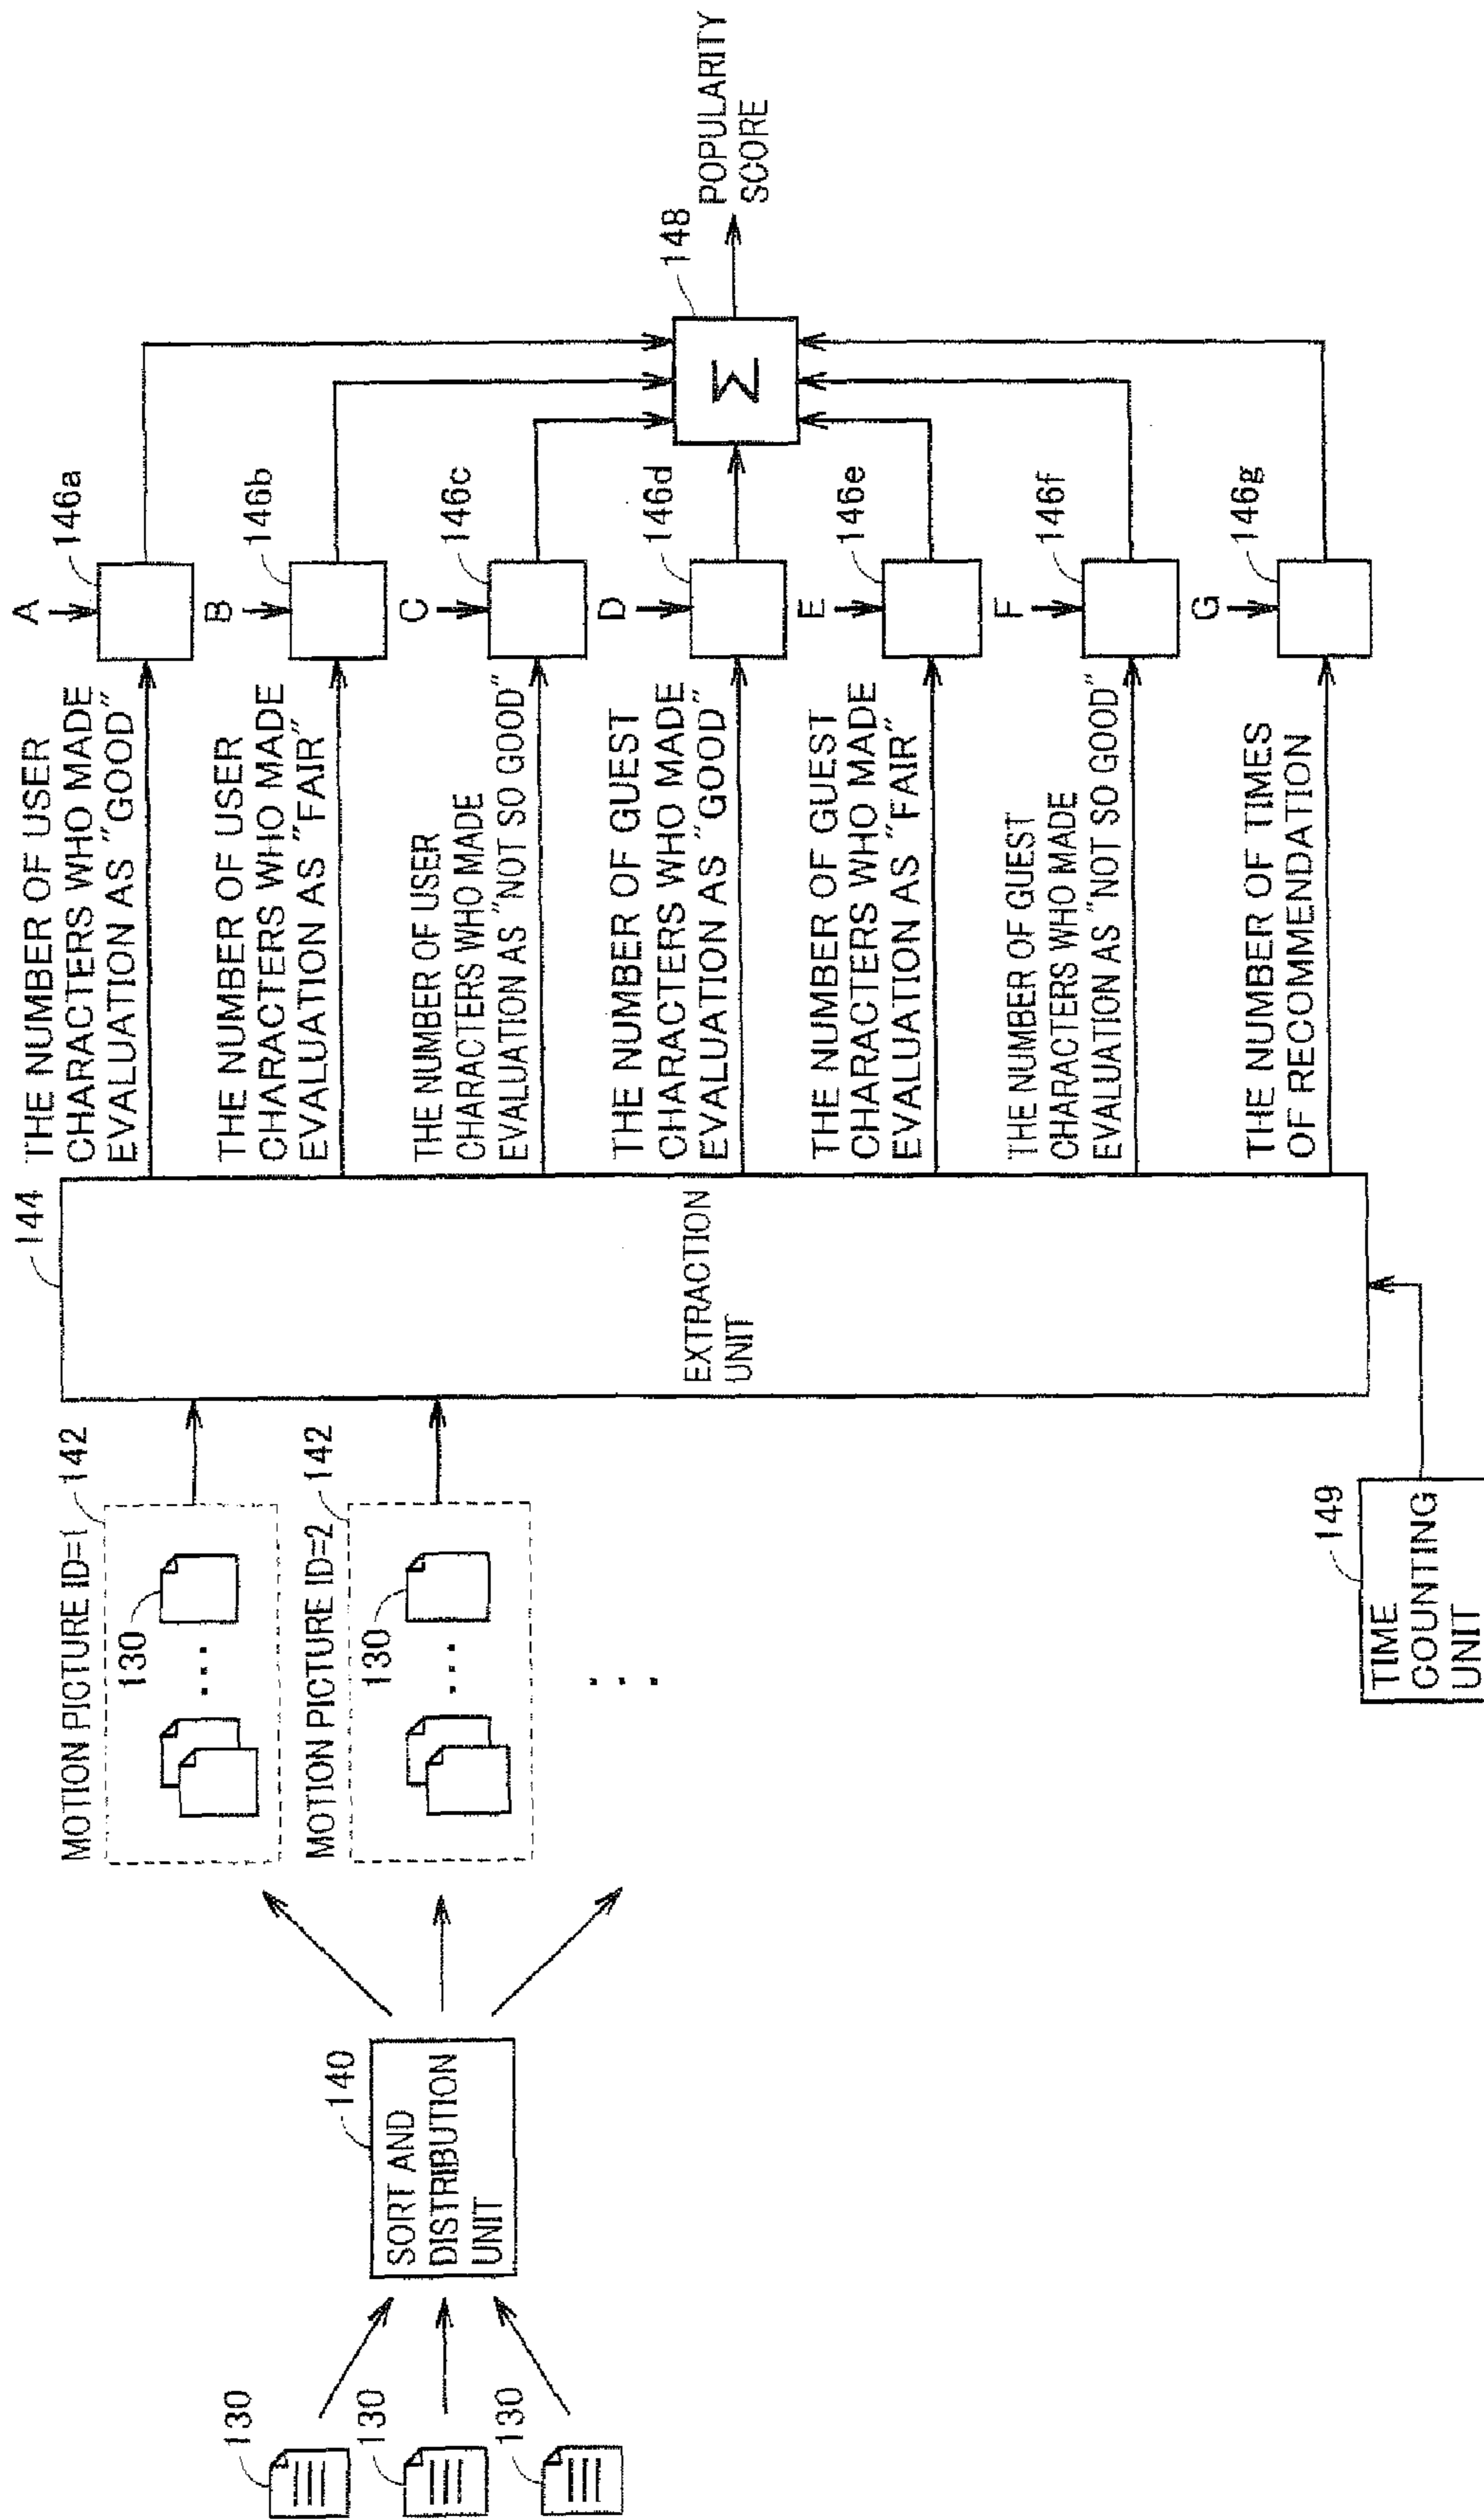 130
130
130
140
SORT AND
DISTRIBUTION
UNIT
MOTION PICTURE ID=1
142
130
...
MOTION PICTURE ID=2
142
130
...
...
149
TIME
COUNTING
UNIT
144
EXTRACTION
UNIT
THE NUMBER OF USER
CHARACTERS WHO MADE
EVALUATION AS "GOOD"
A
146a
THE NUMBER OF USER
CHARACTERS WHO MADE
EVALUATION AS "FAIR"
B
146b
THE NUMBER OF USER
CHARACTERS WHO MADE
EVALUATION AS "NOT SO GOOD"
C
146c
THE NUMBER OF GUEST
CHARACTERS WHO MADE
EVALUATION AS "GOOD"
D
146d
THE NUMBER OF GUEST
CHARACTERS WHO MADE
EVALUATION AS "FAIR"
E
146e
THE NUMBER OF GUEST
CHARACTERS WHO MADE
EVALUATION AS "NOT SO GOOD"
F
146f
THE NUMBER OF TIMES
OF RECOMMENDATION
G
146g
148
Σ
POPULARITY
SCORE